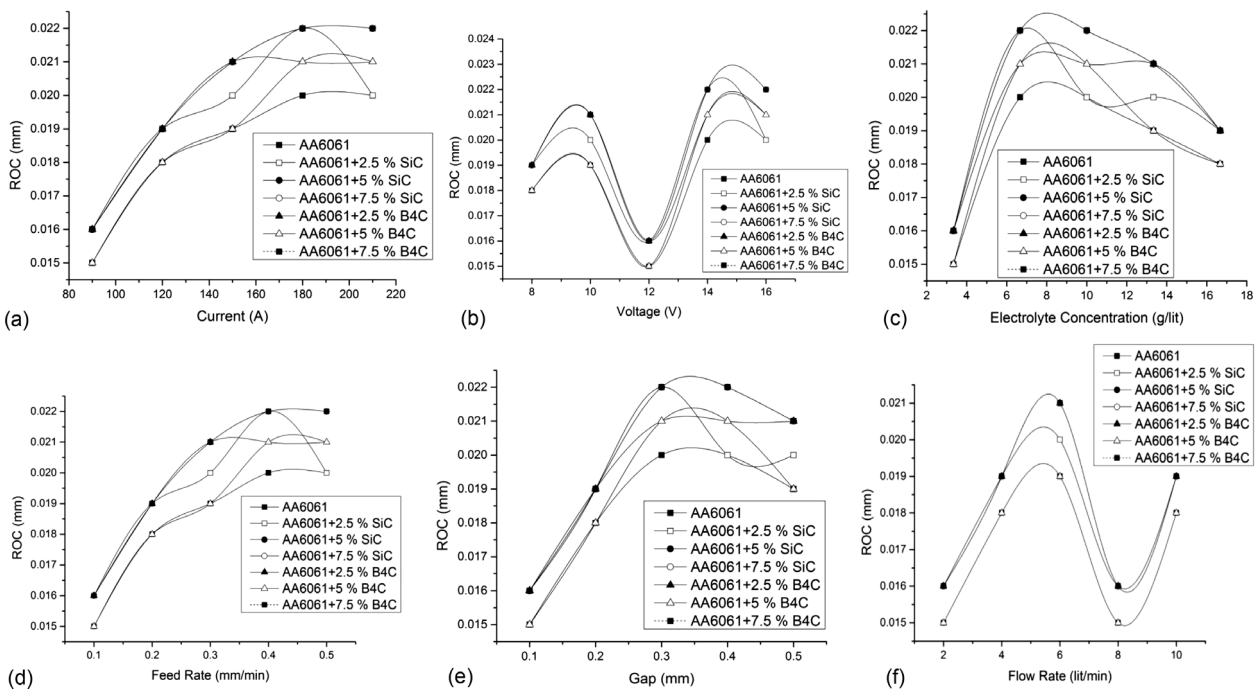 0.022
0.021
0.020
0.019
0.018
0.016
0.015
ROC (mm)
80 100 120 140 160 180 200 220
Current (A)
AA6061
AA6061+2.5 % SiC
AA6061+5 % SiC
AA6061+7.5 % SiC
AA6061+2.5 % B4C
AA6061+5 % B4C
AA6061+7.5 % B4C
(a)
0.024
0.023
0.022
0.021
0.020
0.019
0.018
0.016
0.015
ROC (mm)
8 10 12 14 16
Voltage (V)
AA6061
AA6061+2.5 % SiC
AA6061+5 % SiC
AA6061+7.5 % SiC
AA6061+2.5 % B4C
AA6061+5 % B4C
AA6061+7.5 % B4C
(b)
0.022
0.021
0.020
0.019
0.018
0.016
0.015
ROC (mm)
2 4 6 8 10 12 14 16 18
Electrolyte Concentration (g/lit)
AA6061
AA6061+2.5 % SiC
AA6061+5 % SiC
AA6061+7.5 % SiC
AA6061+2.5 % B4C
AA6061+5 % B4C
AA6061+7.5 % B4C
(c)
0.022
0.021
0.020
0.019
0.018
0.016
0.015
ROC (mm)
0.1 0.2 0.3 0.4 0.5
Feed Rate (mm/min)
AA6061
AA6061+2.5 % SiC
AA6061+5 % SiC
AA6061+7.5 % SiC
AA6061+2.5 % B4C
AA6061+5 % B4C
AA6061+7.5 % B4C
(d)
0.022
0.021
0.020
0.019
0.018
0.016
0.015
ROC (mm)
0.1 0.2 0.3 0.4 0.5
Gap (mm)
AA6061
AA6061+2.5 % SiC
AA6061+5 % SiC
AA6061+7.5 % SiC
AA6061+2.5 % B4C
AA6061+5 % B4C
AA6061+7.5 % B4C
(e)
0.021
0.020
0.019
0.018
0.016
0.015
ROC (mm)
2 4 6 8 10
Flow Rate (lit/min)
AA6061
AA6061+2.5 % SiC
AA6061+5 % SiC
AA6061+7.5 % SiC
AA6061+2.5 % B4C
AA6061+5 % B4C
AA6061+7.5 % B4C
(f)